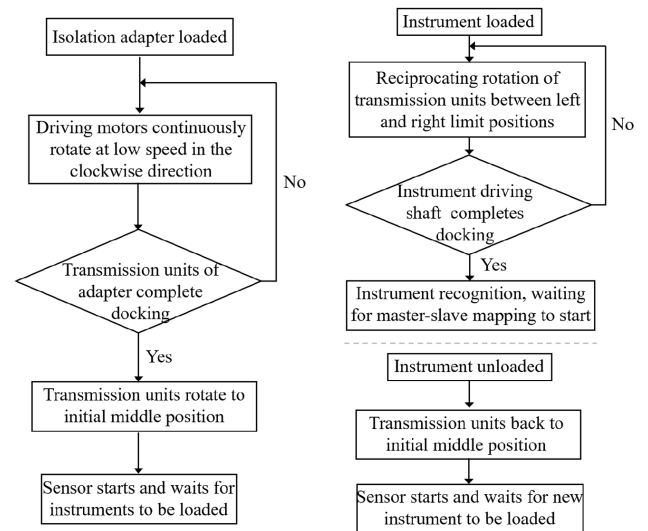 Isolation adapter loaded
Driving motors continuously
rotate at low speed in the
clockwise direction
No
Transmission units of
adapter complete
docking
Yes
Transmission units rotate to
initial middle position
Sensor starts and waits for
instruments to be loaded
Instrument loaded
Reciprocating rotation of
transmission units between left
and right limit positions
No
Instrument driving
shaft completes
docking
Yes
Instrument recognition, waiting
for master-slave mapping to start
Instrument unloaded
Transmission units back to
initial middle position
Sensor starts and waits for new
instrument to be loaded